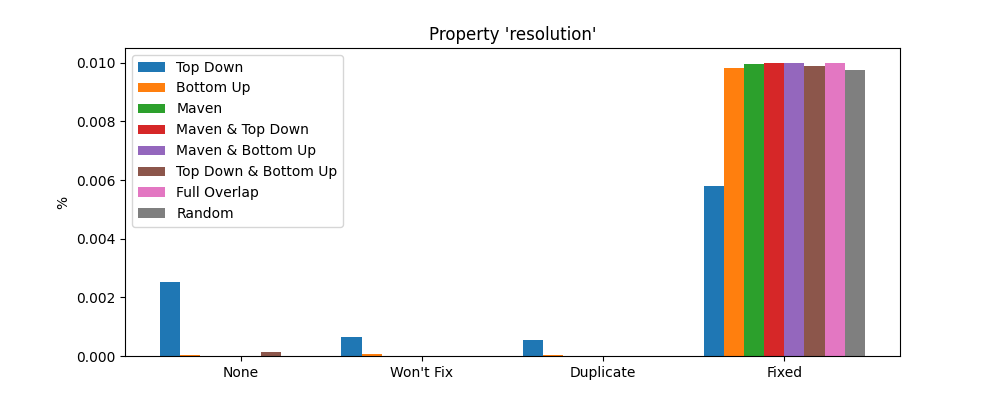 Property 'resolution'
%
0.010
0.008
0.006
0.004
0.002
0.000
Top Down
Bottom Up
Maven
Maven & Top Down
Maven & Bottom Up
Top Down & Bottom Up
Full Overlap
Random
None
Won't Fix
Duplicate
Fixed